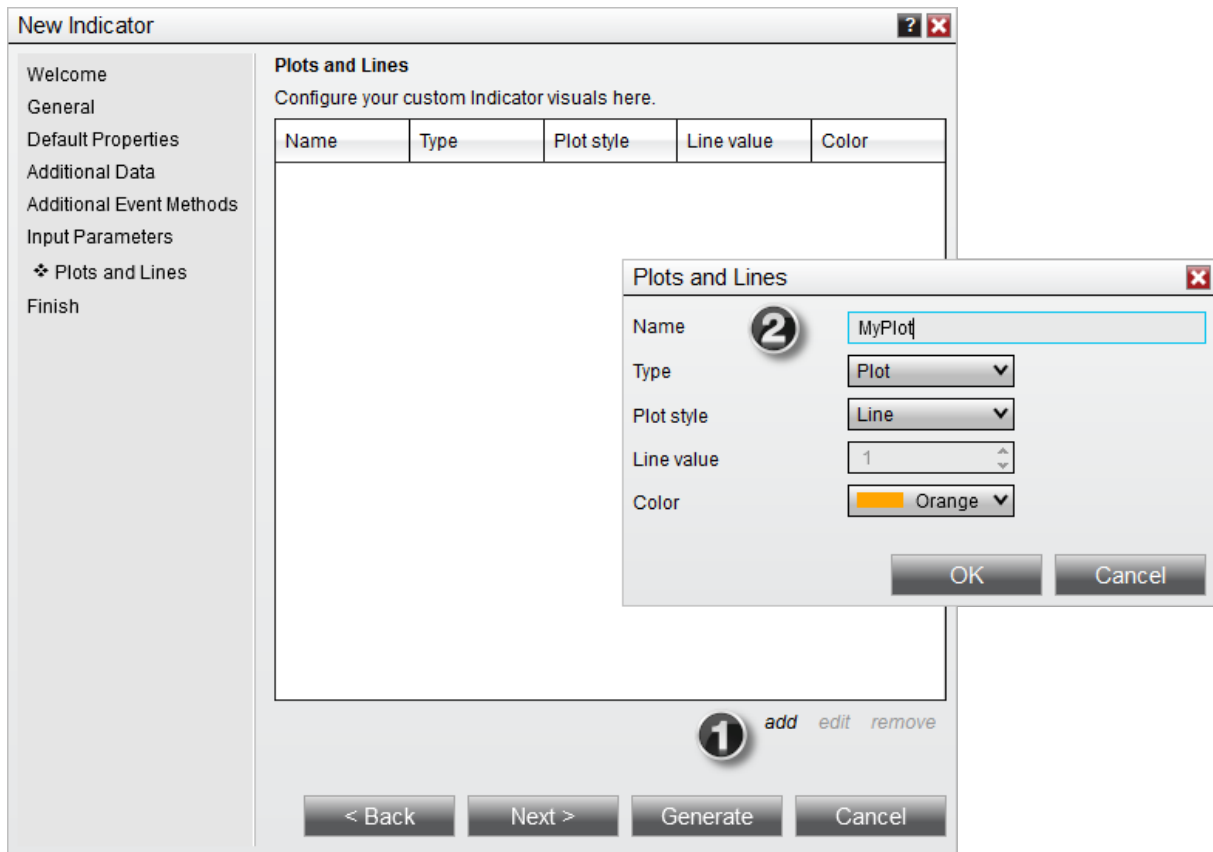 New Indicator
?
Welcome
General
Default Properties
Additional Data
Additional Event Methods
Input Parameters
Plots and Lines
Finish
Plots and Lines
Configure your custom Indicator visuals here.
Name Type Plot style Line value Color
Plots and Lines
Name 2 MyPlot
Type Plot
Plot style Line
Line value 1
Color Orange
OK Cancel
1 add edit remove
< Back Next > Generate Cancel